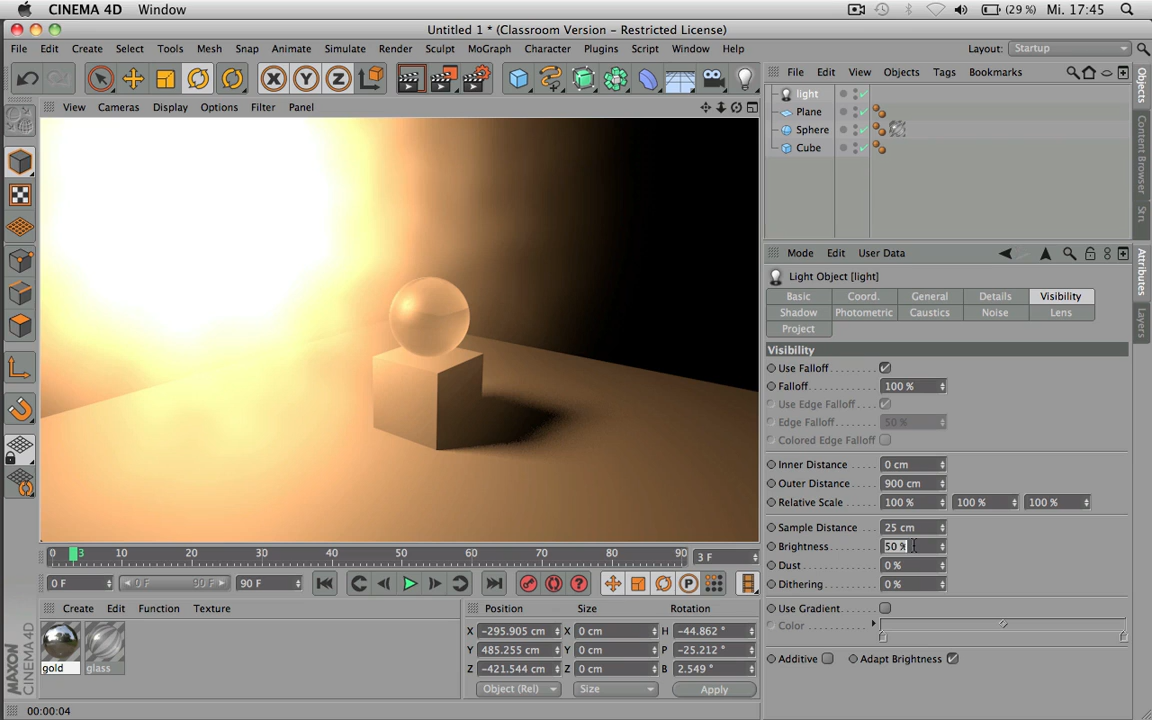 CINEMA 4D Window (29 %) Mi. 17:45
Untitled 1 * (Classroom Version - Restricted License)
File Edit Create Select Tools Mesh Snap Animate Simulate Render Sculpt MoGraph Character Plugins Script Window Help Layout: Startup
X Y Z
File Edit View Objects Tags Bookmarks
View Cameras Display Options Filter Panel
light
Plane
Sphere
Cube
Objects
Content Browser
Attributes
Layers
Mode Edit User Data
Light Object [light]
Basic Coord. General Details Visibility
Shadow Photometric Caustics Noise Lens
Project
Visibility
Use Falloff
Falloff 100 %
Use Edge Falloff
Edge Falloff 50 %
Colored Edge Falloff
Inner Distance 0 cm
Outer Distance 900 cm
Relative Scale 100 % 100 % 100 %
Sample Distance 25 cm
Brightness 50 %
Dust 0 %
Dithering 0 %
Use Gradient
Color
Additive Adapt Brightness
0 3 10 20 30 40 50 60 70 80 90 3 F
0 F 0 F 90 F 90 F P
Create Edit Function Texture
gold glass
Position Size Rotation
X -295.905 cm X 0 cm H -44.862 °
Y 485.255 cm Y 0 cm P -25.212 °
Z -421.544 cm Z 0 cm B 2.549 °
Object (Rel) Size Apply
MAXON CINEMA 4D
00:00:04